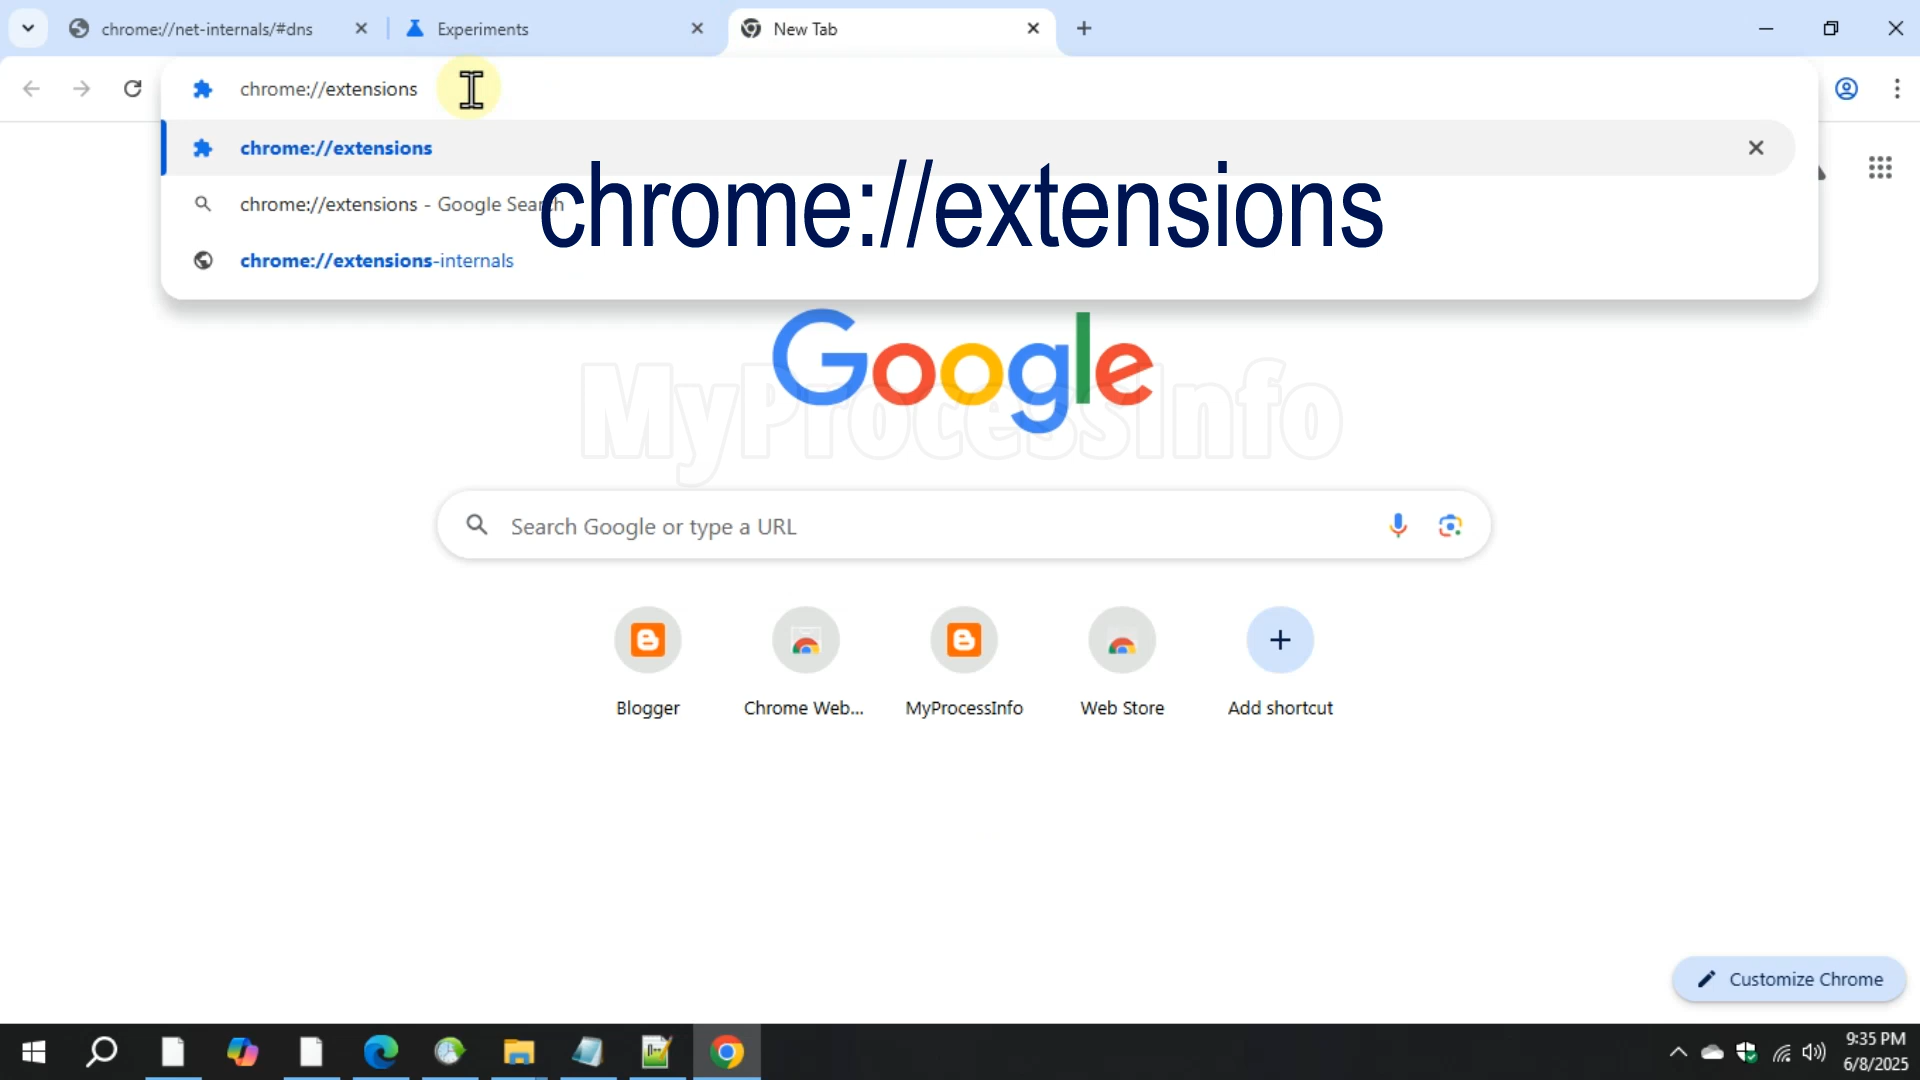 chrome://net-internals/#dns
Experiments
New Tab
chrome://extensions
chrome://extensions
chrome://extensions - Google Search
chrome://extensions
chrome://extensions-internals
Google
MyProcessInfo
Search Google or type a URL
Blogger
Chrome Web...
MyProcessInfo
Web Store
Add shortcut
Customize Chrome
9:35 PM
6/8/2025